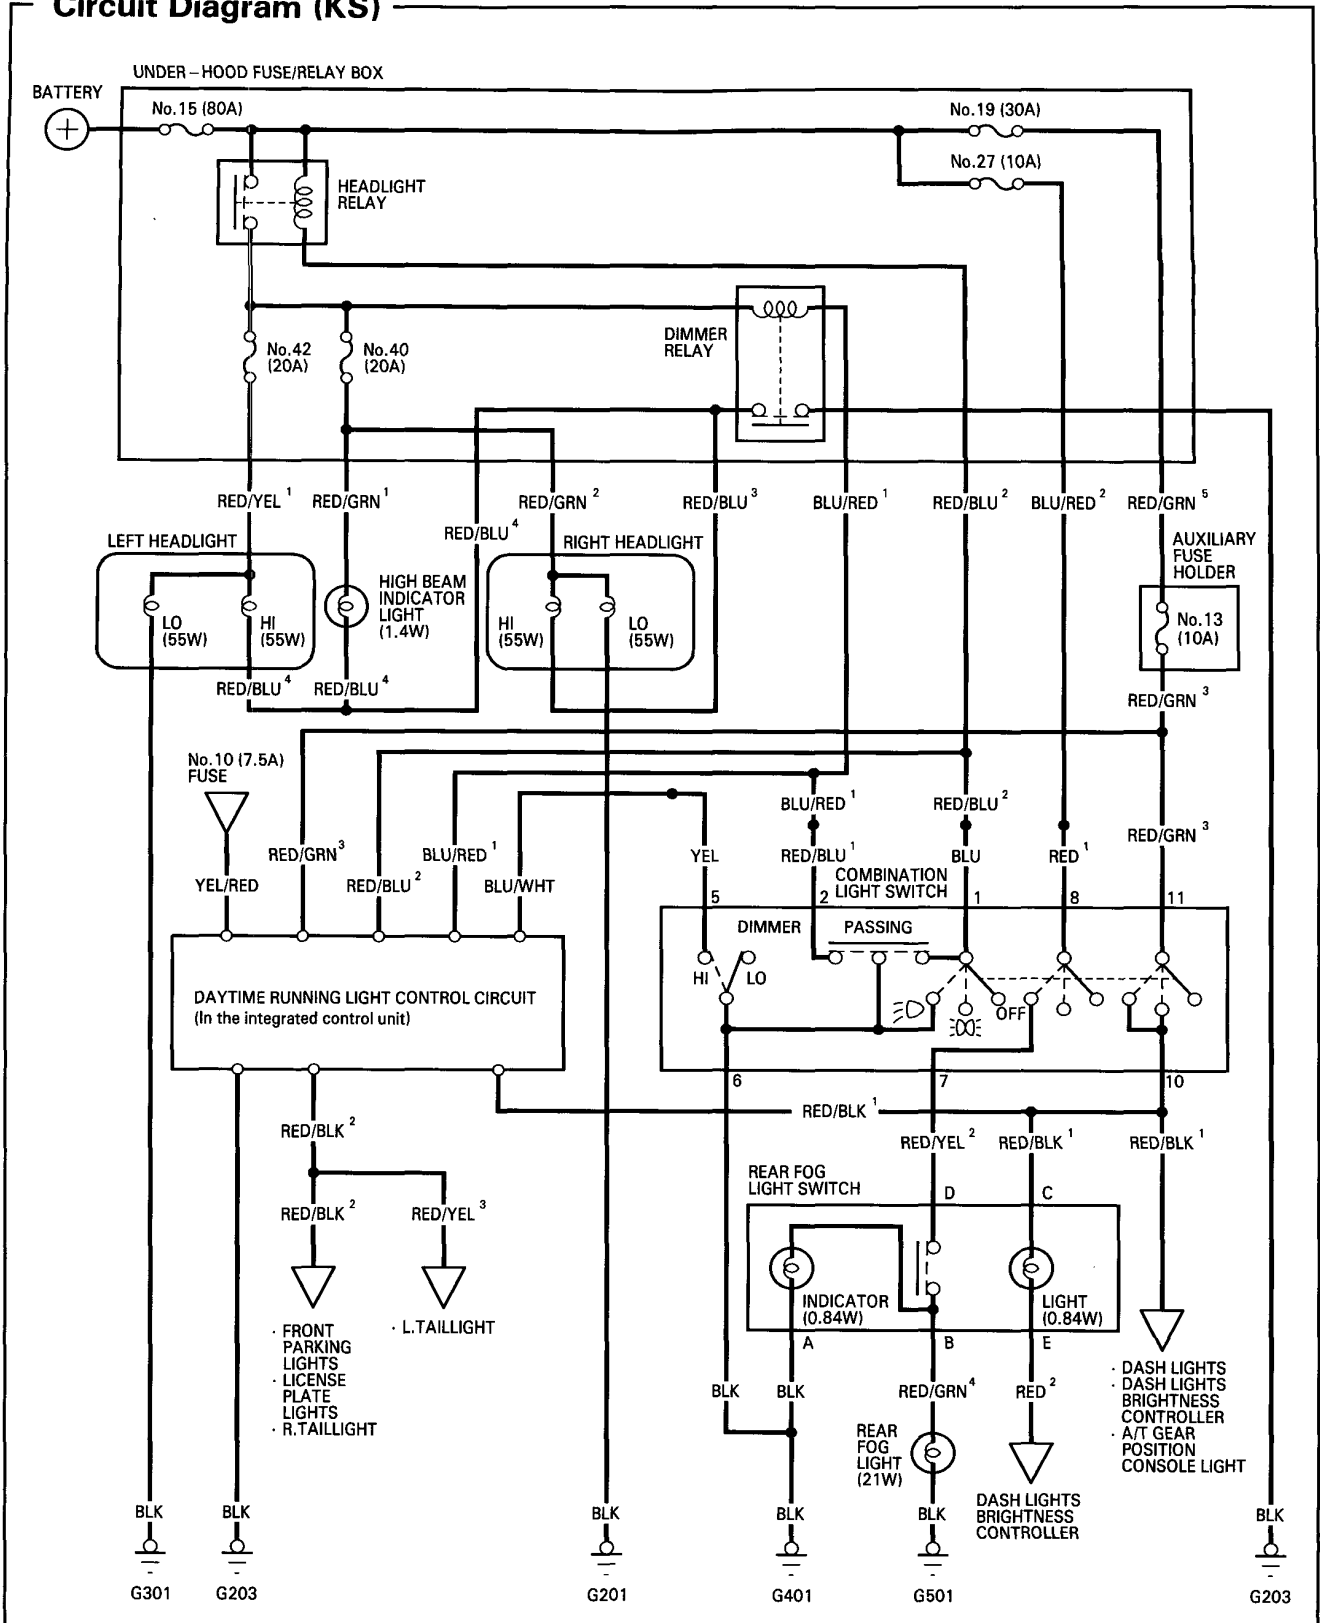 Circuit Diagram (KS)
UNDER–HOOD FUSE/RELAY BOX
BATTERY
No.15 (80A)
No.19 (30A)
No.27 (10A)
HEADLIGHT
RELAY
DIMMER
RELAY
No.42
(20A)
No.40
(20A)
RED/YEL 1
RED/GRN 1
RED/BLU 4
RED/GRN 2
RED/BLU 3
BLU/RED 1
RED/BLU 2
BLU/RED 2
RED/GRN 5
LEFT HEADLIGHT
RIGHT HEADLIGHT
AUXILIARY
FUSE
HOLDER
HIGH BEAM
INDICATOR
LIGHT
(1.4W)
LO
(55W)
HI
(55W)
HI
(55W)
LO
(55W)
No.13
(10A)
RED/BLU 4
RED/BLU 4
RED/GRN 3
No.10 (7.5A)
FUSE
BLU/RED 1
RED/BLU 2
RED/GRN 3
YEL/RED
RED/GRN 3
RED/BLU 2
BLU/RED 1
BLU/WHT
YEL
RED/BLU 1
BLU
RED 1
COMBINATION
LIGHT SWITCH
5
2
1
8
11
DIMMER
PASSING
HI
LO
OFF
DAYTIME RUNNING LIGHT CONTROL CIRCUIT
(In the integrated control unit)
6
7
10
RED/BLK 1
RED/BLK 2
RED/YEL 2
RED/BLK 1
RED/BLK 1
REAR FOG
LIGHT SWITCH
D
C
RED/BLK 2
RED/YEL 3
INDICATOR
(0.84W)
LIGHT
(0.84W)
A
B
E
· FRONT
PARKING
LIGHTS
· LICENSE
PLATE
LIGHTS
· R.TAILLIGHT
· L.TAILLIGHT
BLK
BLK
RED/GRN 4
RED 2
· DASH LIGHTS
· DASH LIGHTS
BRIGHTNESS
CONTROLLER
· A/T GEAR
POSITION
CONSOLE LIGHT
REAR
FOG
LIGHT
(21W)
DASH LIGHTS
BRIGHTNESS
CONTROLLER
BLK
BLK
BLK
BLK
BLK
BLK
G301
G203
G201
G401
G501
G203